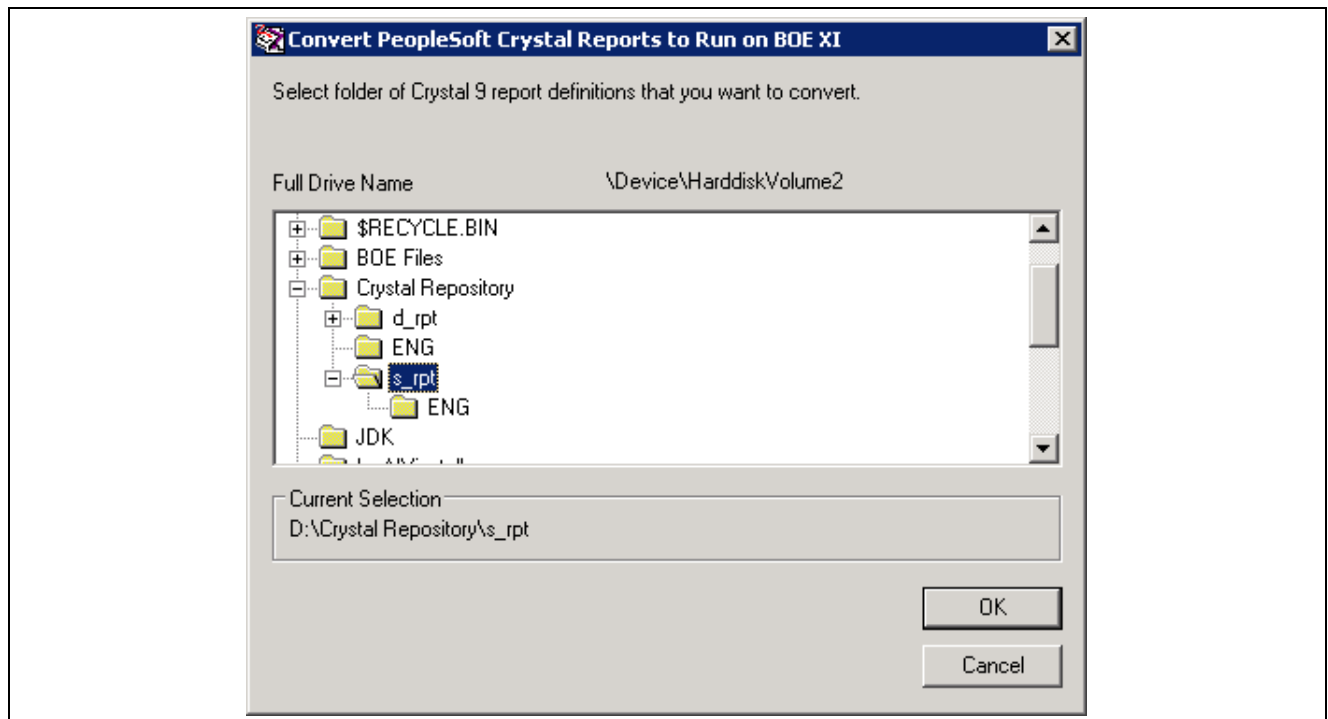 Convert PeopleSoft Crystal Reports to Run on BOE XI
Select folder of Crystal 9 report definitions that you want to convert.
Full Drive Name \Device\HarddiskVolume2
$RECYCLE.BIN
BOE Files
Crystal Repository
d_rpt
ENG
s_rpt
ENG
JDK
Current Selection
D:\Crystal Repository\s_rpt
OK
Cancel